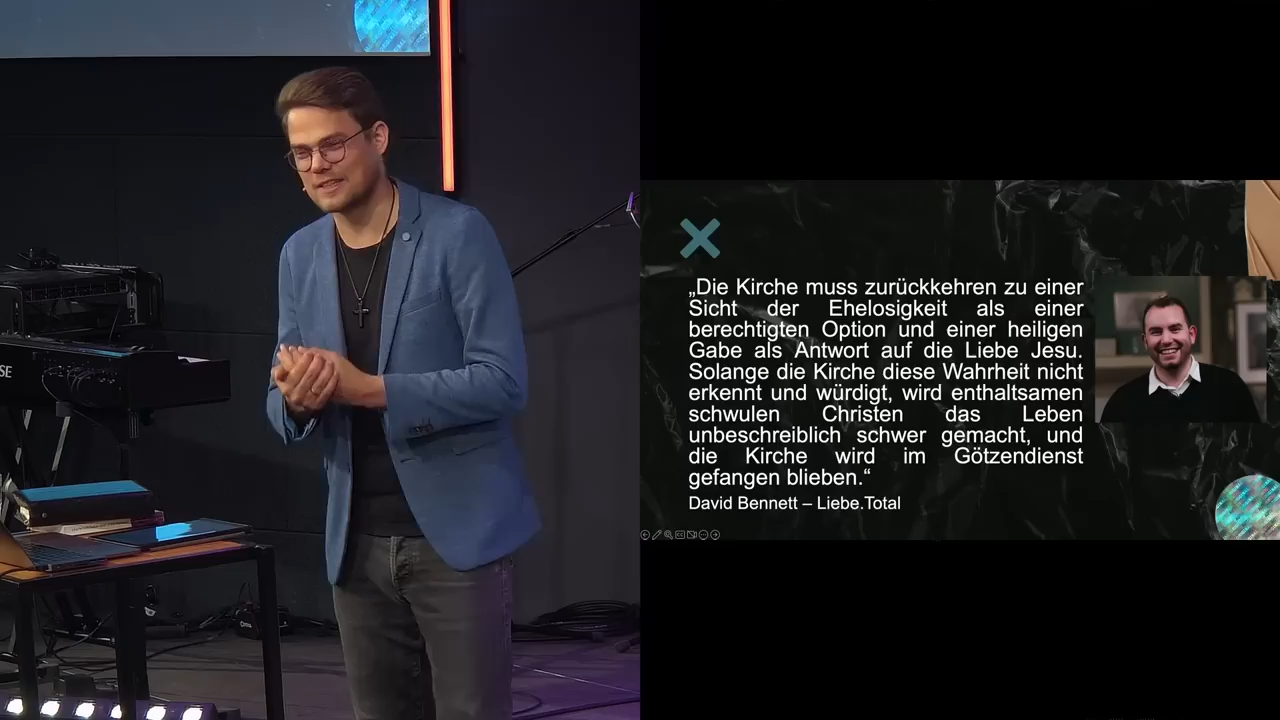 SE
„Die Kirche muss zurückkehren zu einer
Sicht der Ehelosigkeit als einer
berechtigten Option und einer heiligen
Gabe als Antwort auf die Liebe Jesu.
Solange die Kirche diese Wahrheit nicht
erkennt und würdigt, wird enthaltsamen
schwulen Christen das Leben
unbeschreiblich schwer gemacht, und
die Kirche wird im Götzendienst
gefangen blieben.“
David Bennett – Liebe.Total